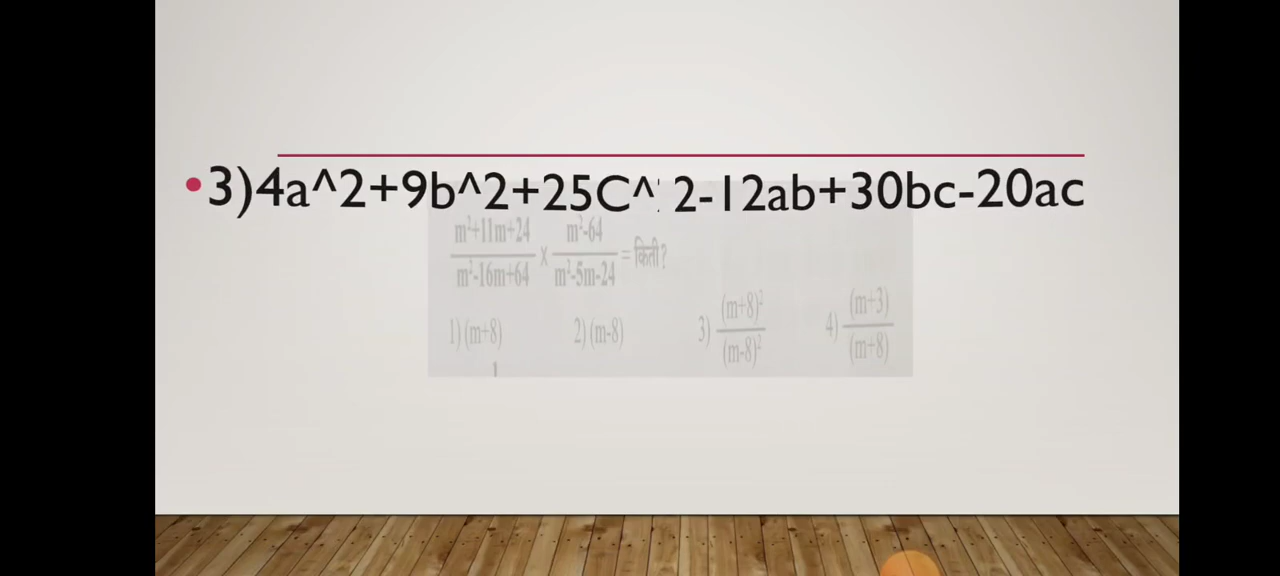 • 3)4a^2+9b^2+25C^ 2-12ab+30bc-20ac
m²+11m+24 m²-64
x = किती?
m²-16m+64 m²-5m-24
1) (m+8) 2) (m-8) 3) (m+8)² 4) (m+3)
(m-8)² (m+8)